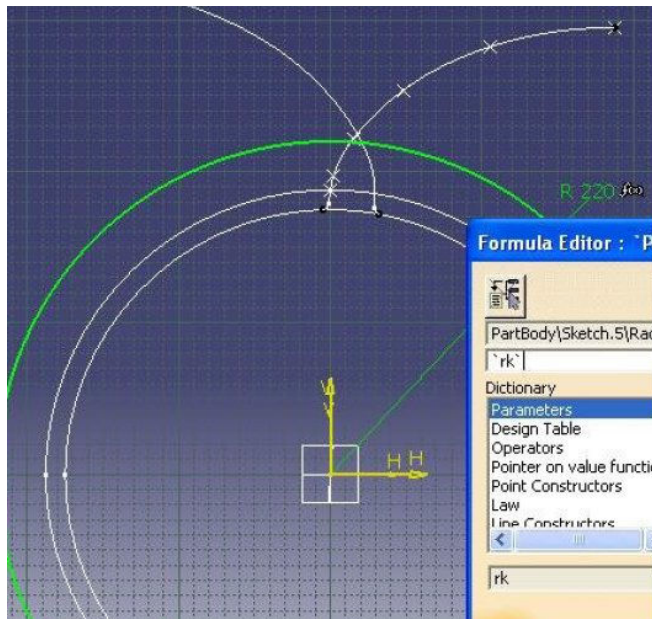 R 220 f(x)
Formula Editor : `P
PartBody\Sketch.5\Rad
`rk`
Dictionary
Parameters
Design Table
Operators
Pointer on value functio
Point Constructors
Law
Line Constructors
V
H H
rk